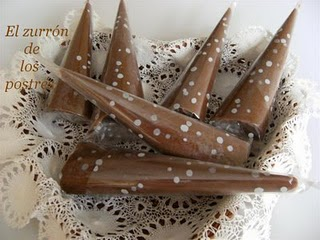 El zurrón
de
los
postres